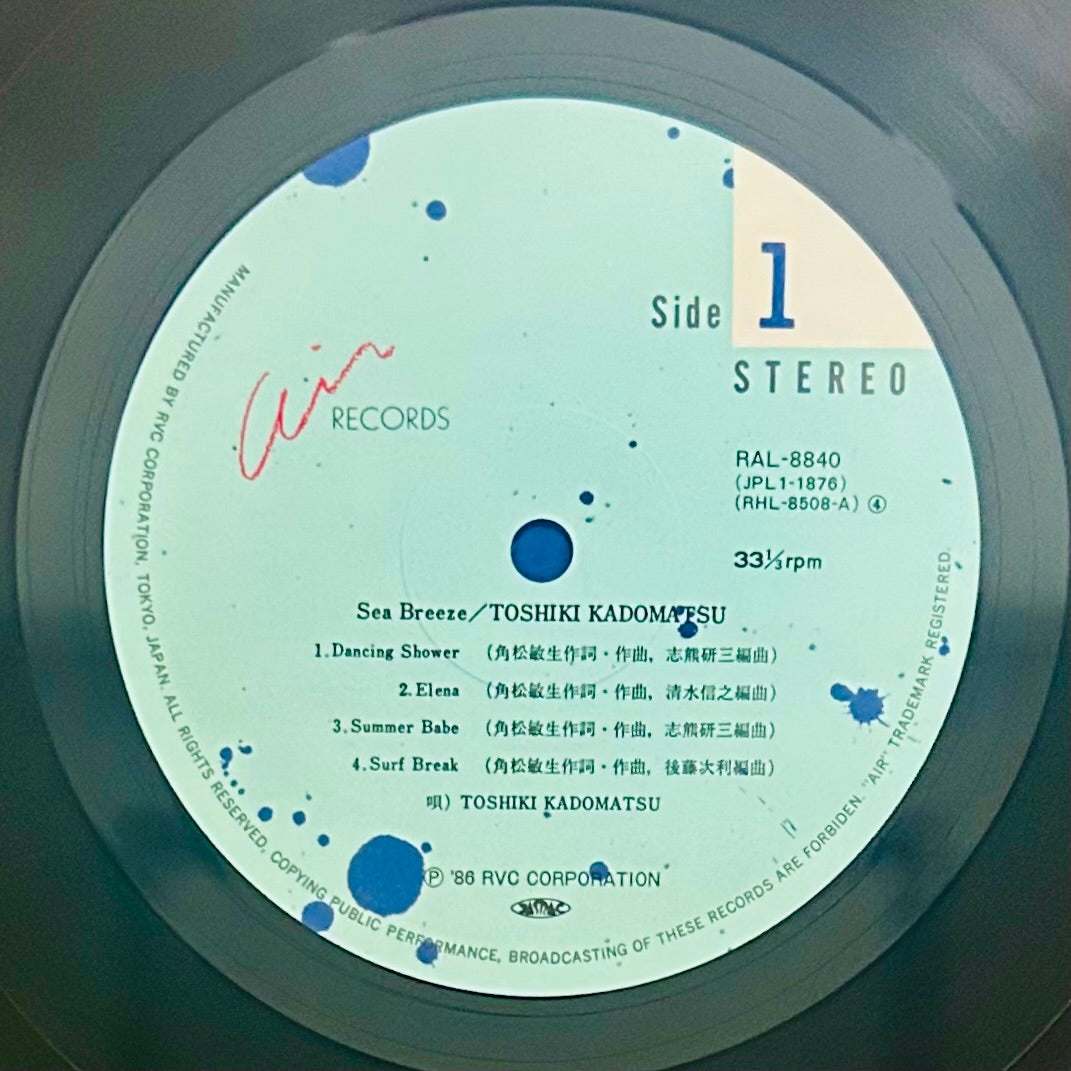 Side 1
STEREO
Air
RECORDS
RAL-8840
(JPL1-1876)
(RHL-8508-A) ④
33⅓rpm
Sea Breeze/TOSHIKI KADOMATSU
1.Dancing Shower (角松敏生作詞・作曲, 志熊研三編曲)
2.Elena (角松敏生作詞・作曲, 清水信之編曲)
3.Summer Babe (角松敏生作詞・作曲, 志熊研三編曲)
4.Surf Break (角松敏生作詞・作曲, 後藤次利編曲)
唄) TOSHIKI KADOMATSU
Ⓟ '86 RVC CORPORATION
JASRAC
MANUFACTURED BY RVC CORPORATION, TOKYO, JAPAN. ALL RIGHTS RESERVED, COPYING PUBLIC PERFORMANCE, BROADCASTING OF THESE RECORDS ARE FORBIDDEN. "AIR" TRADEMARK REGISTERED.